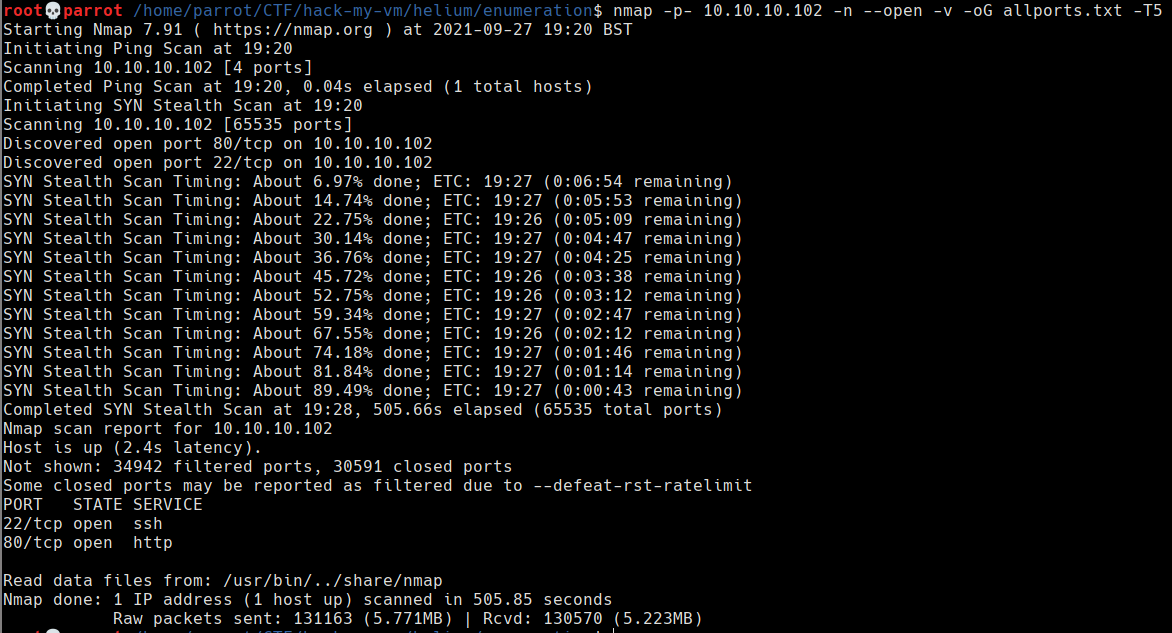 root💀parrot /home/parrot/CTF/hack-my-vm/helium/enumeration$ nmap -p- 10.10.10.102 -n --open -v -oG allports.txt -T5
Starting Nmap 7.91 ( https://nmap.org ) at 2021-09-27 19:20 BST
Initiating Ping Scan at 19:20
Scanning 10.10.10.102 [4 ports]
Completed Ping Scan at 19:20, 0.04s elapsed (1 total hosts)
Initiating SYN Stealth Scan at 19:20
Scanning 10.10.10.102 [65535 ports]
Discovered open port 80/tcp on 10.10.10.102
Discovered open port 22/tcp on 10.10.10.102
SYN Stealth Scan Timing: About 6.97% done; ETC: 19:27 (0:06:54 remaining)
SYN Stealth Scan Timing: About 14.74% done; ETC: 19:27 (0:05:53 remaining)
SYN Stealth Scan Timing: About 22.75% done; ETC: 19:26 (0:05:09 remaining)
SYN Stealth Scan Timing: About 30.14% done; ETC: 19:27 (0:04:47 remaining)
SYN Stealth Scan Timing: About 36.76% done; ETC: 19:27 (0:04:25 remaining)
SYN Stealth Scan Timing: About 45.72% done; ETC: 19:26 (0:03:38 remaining)
SYN Stealth Scan Timing: About 52.75% done; ETC: 19:26 (0:03:12 remaining)
SYN Stealth Scan Timing: About 59.34% done; ETC: 19:27 (0:02:47 remaining)
SYN Stealth Scan Timing: About 67.55% done; ETC: 19:26 (0:02:12 remaining)
SYN Stealth Scan Timing: About 74.18% done; ETC: 19:27 (0:01:46 remaining)
SYN Stealth Scan Timing: About 81.84% done; ETC: 19:27 (0:01:14 remaining)
SYN Stealth Scan Timing: About 89.49% done; ETC: 19:27 (0:00:43 remaining)
Completed SYN Stealth Scan at 19:28, 505.66s elapsed (65535 total ports)
Nmap scan report for 10.10.10.102
Host is up (2.4s latency).
Not shown: 34942 filtered ports, 30591 closed ports
Some closed ports may be reported as filtered due to --defeat-rst-ratelimit
PORT   STATE SERVICE
22/tcp open  ssh
80/tcp open  http
Read data files from: /usr/bin/../share/nmap
Nmap done: 1 IP address (1 host up) scanned in 505.85 seconds
Raw packets sent: 131163 (5.771MB) | Rcvd: 130570 (5.223MB)